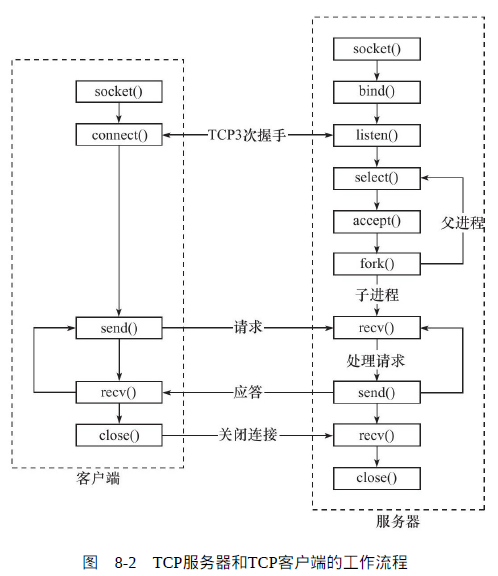 socket()
connect()
send()
recv()
close()
客户端
TCP3次握手
请求
应答
关闭连接
socket()
bind()
listen()
select()
accept()
fork()
父进程
子进程
recv()
处理请求
send()
recv()
close()
服务器
图 8-2 TCP服务器和TCP客户端的工作流程